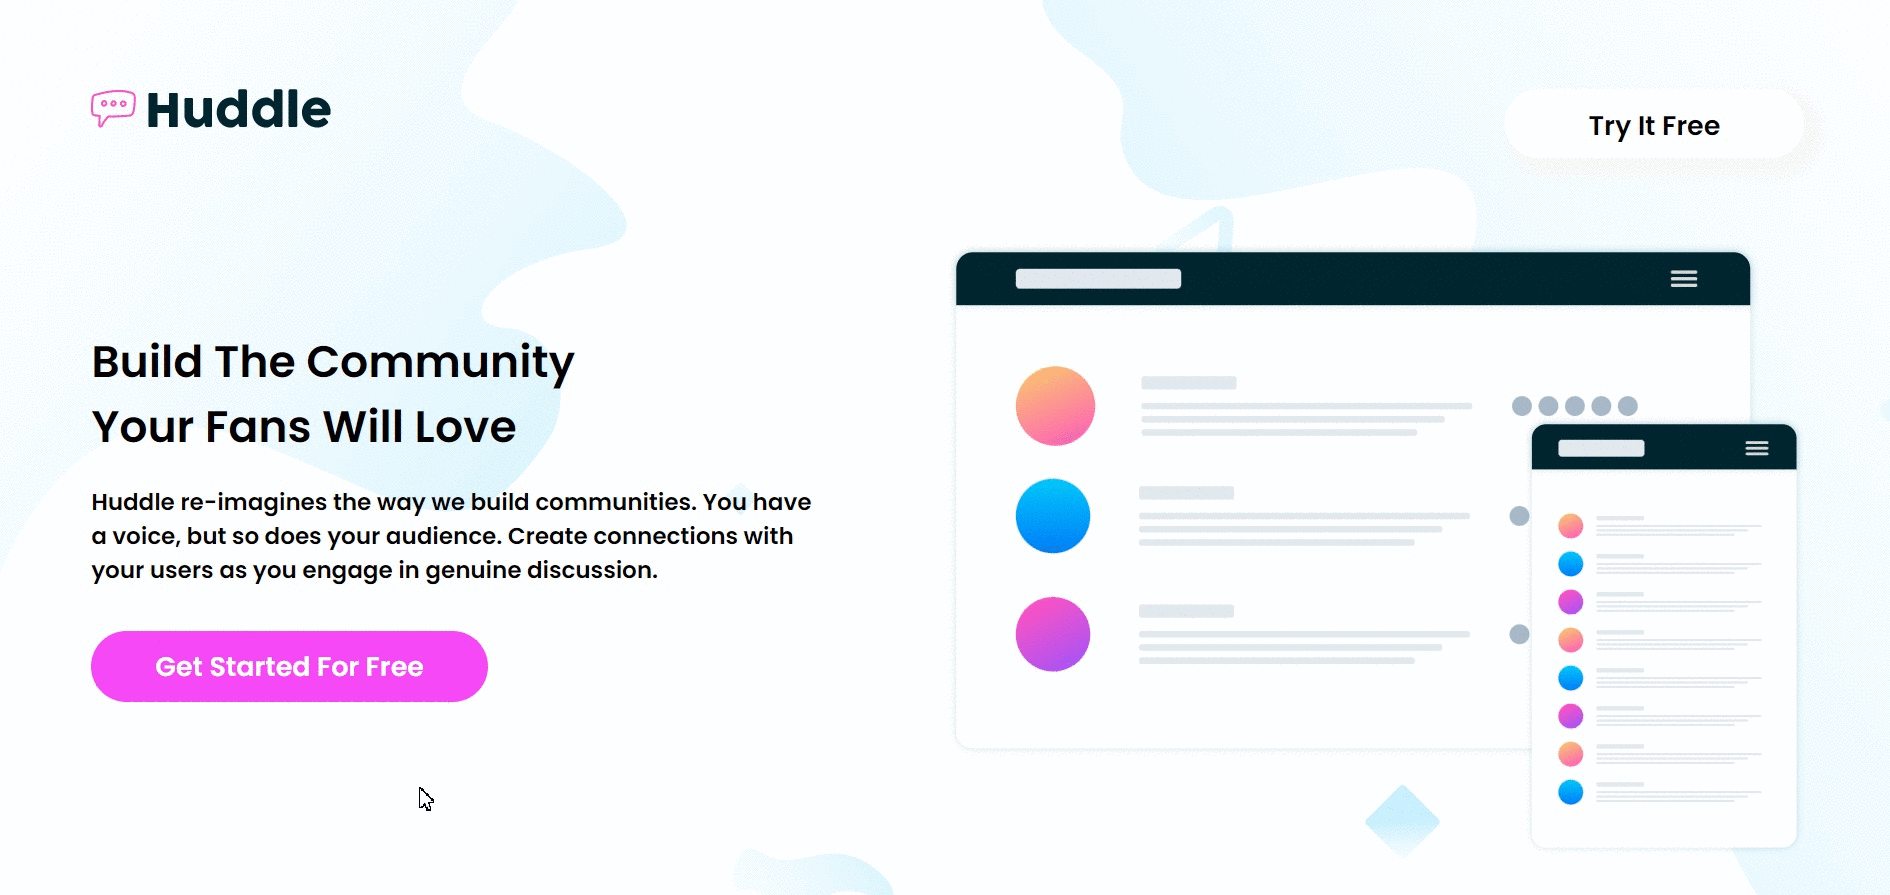 Huddle
Try It Free
Build The Community
Your Fans Will Love
Huddle re-imagines the way we build communities. You have
a voice, but so does your audience. Create connections with
your users as you engage in genuine discussion.
Get Started For Free